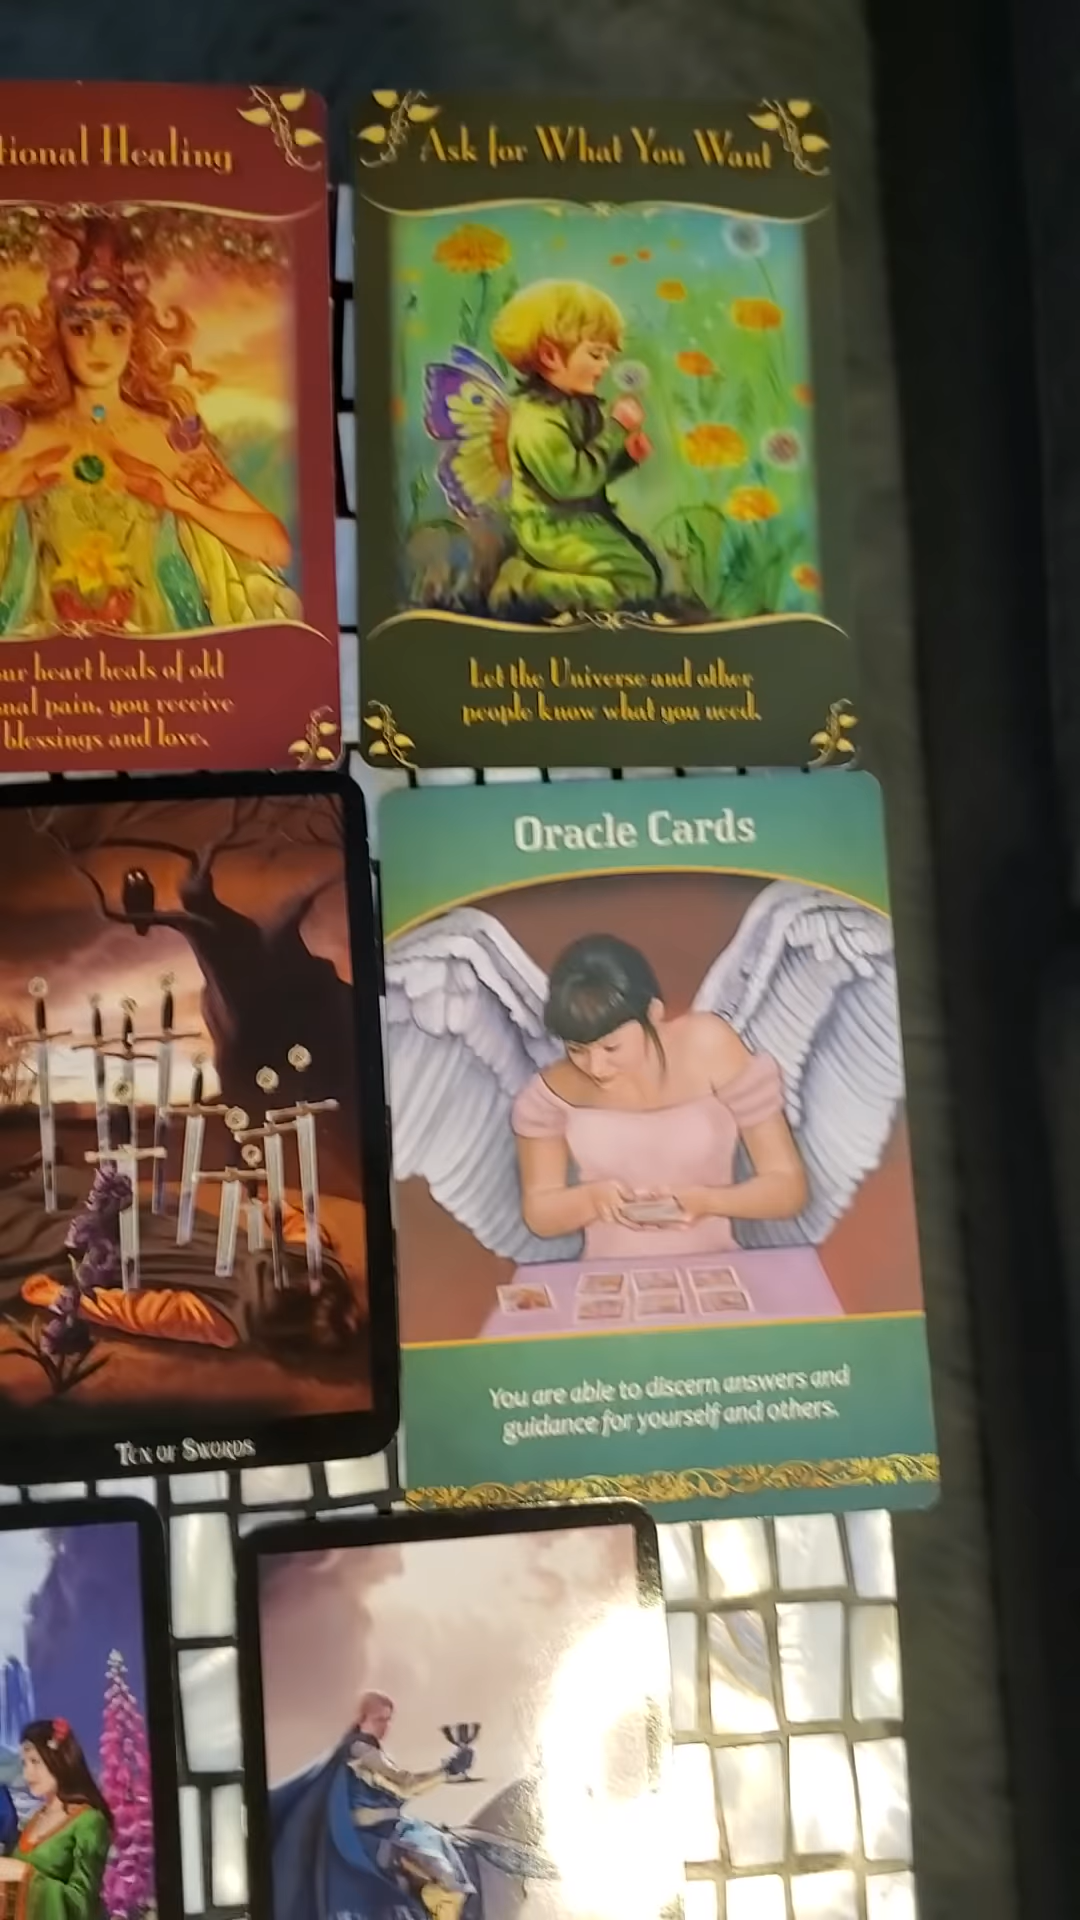 tional Healing
Ask for What You Want
ur heart heals of old
nal pain, you receive
blessings and love.
Let the Universe and other
people know what you need.
Oracle Cards
You are able to discern answers and
guidance for yourself and others.
Ten of Swords